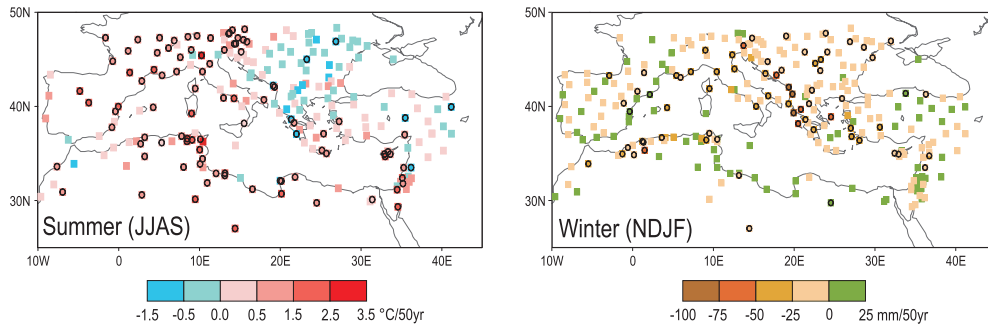 50N
40N
30N
Summer (JJAS)
10W 0 10E 20E 30E 40E
-1.5 -0.5 0.0 0.5 1.5 2.5 3.5 °C/50yr
50N
40N
30N
Winter (NDJF)
10W 0 10E 20E 30E 40E
-100 -75 -50 -25 0 25 mm/50yr